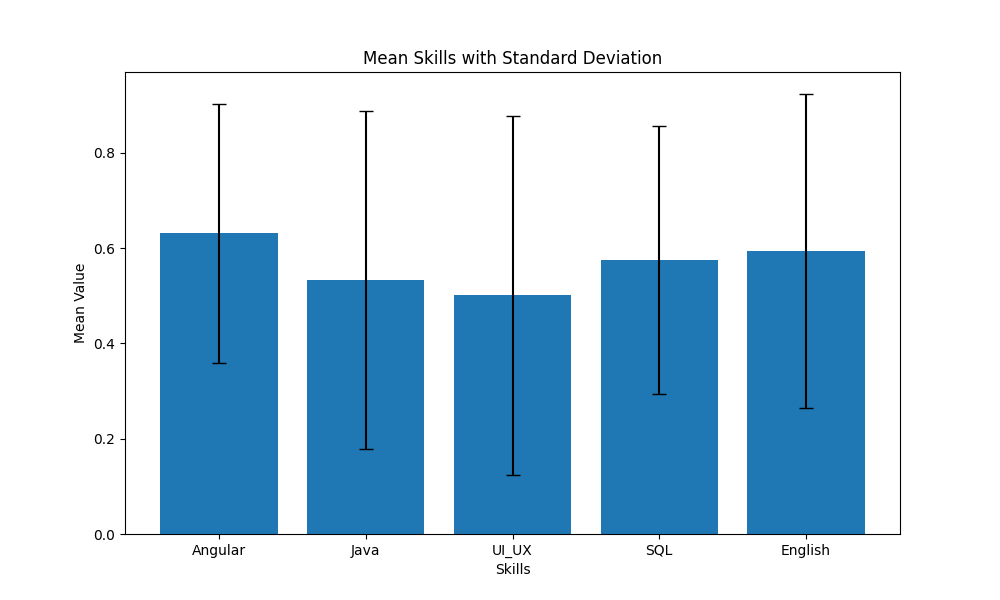 Mean Skills with Standard Deviation
Mean Value
0.8
0.6
0.4
0.2
0.0
Angular Java UI_UX SQL English
Skills